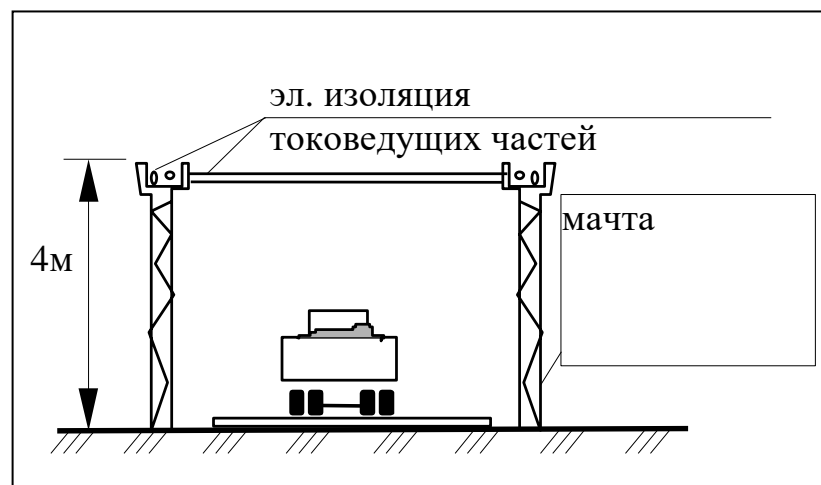 эл. изоляция
токоведущих частей
мачта
4м